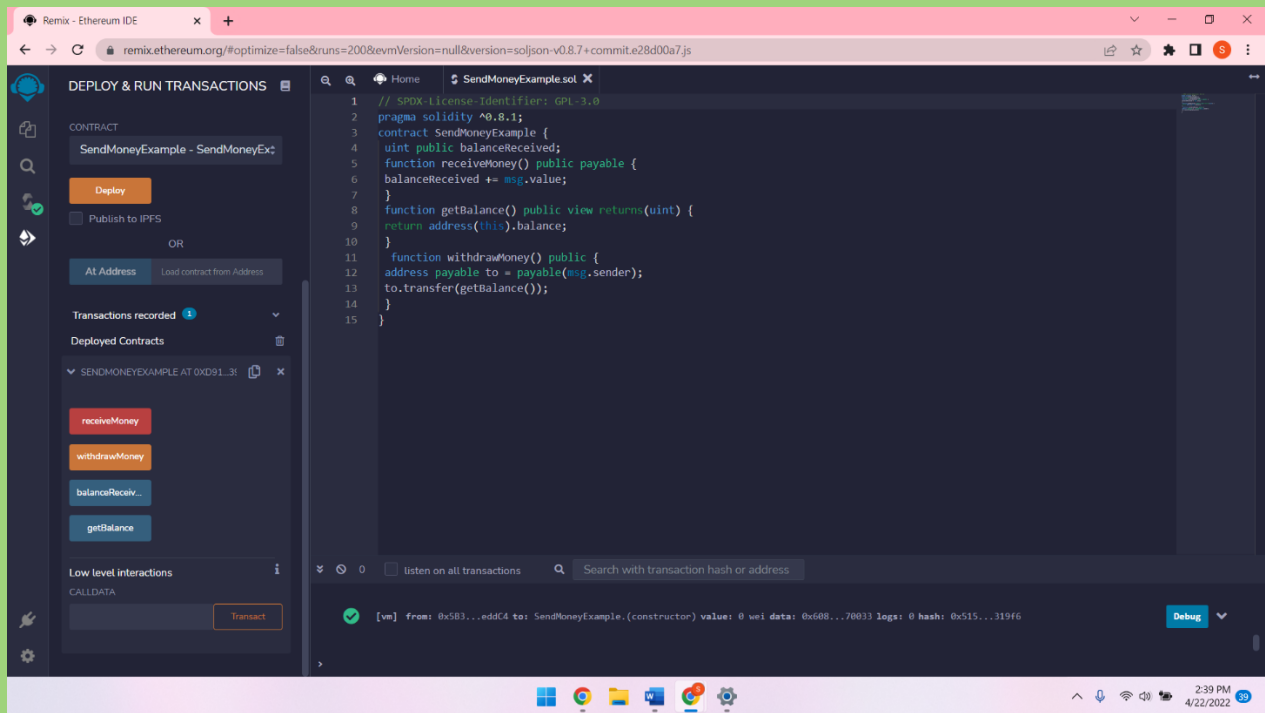 Remix - Ethereum IDE
remix.ethereum.org/#optimize=false&runs=200&evmVersion=null&version=soljson-v0.8.7+commit.e28d00a7.js
S
DEPLOY & RUN TRANSACTIONS
CONTRACT
SendMoneyExample - SendMoneyEx
Deploy
Publish to IPFS
OR
At Address
Load contract from Address
Transactions recorded 1
Deployed Contracts
SENDMONEYEXAMPLE AT 0XD91...39
receiveMoney
withdrawMoney
balanceReceiv...
getBalance
Low level interactions
i
CALLDATA
Transact
Home
SendMoneyExample.sol
1 // SPDX-License-Identifier: GPL-3.0
2 pragma solidity ^0.8.1;
3 contract SendMoneyExample {
4 uint public balanceReceived;
5 function receiveMoney() public payable {
6 balanceReceived += msg.value;
7 }
8 function getBalance() public view returns(uint) {
9 return address(this).balance;
10 }
11 function withdrawMoney() public {
12 address payable to = payable(msg.sender);
13 to.transfer(getBalance());
14 }
15 }
0
listen on all transactions
Search with transaction hash or address
[vm] from: 0x5B3...eddC4 to: SendMoneyExample.(constructor) value: 0 wei data: 0x608...70033 logs: 0 hash: 0x515...319f6
Debug
>
2:39 PM
4/22/2022
39